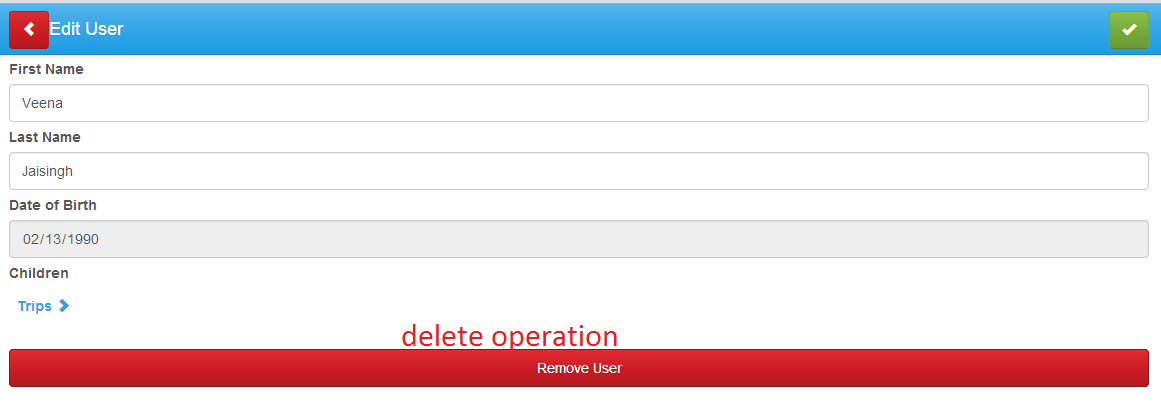 Edit User
First Name
Veena
Last Name
Jaisingh
Date of Birth
02/13/1990
Children
Trips
delete operation
Remove User